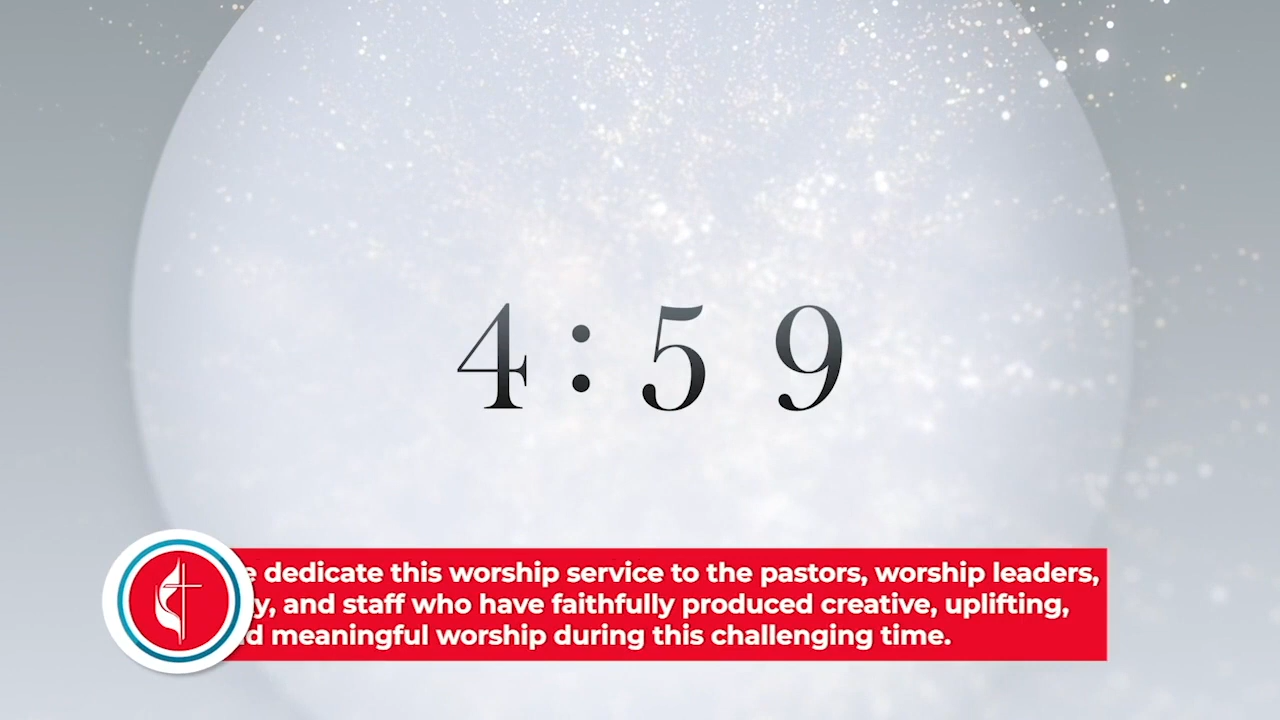 4:59
e dedicate this worship service to the pastors, worship leaders,
y, and staff who have faithfully produced creative, uplifting,
d meaningful worship during this challenging time.